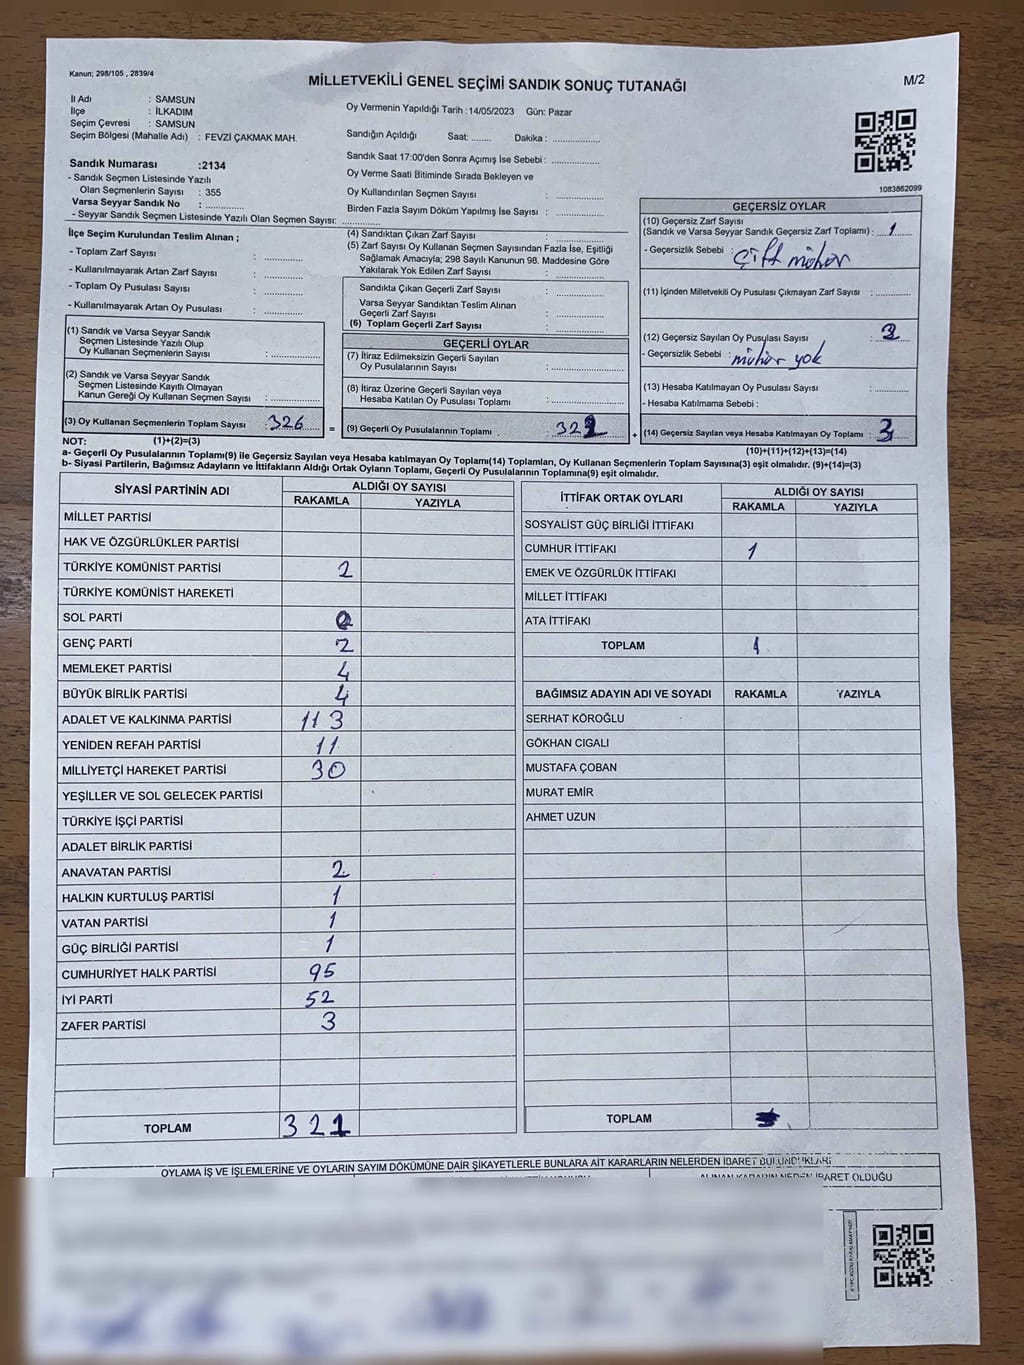 Kanun; 298/105 , 2839/4
MİLLETVEKİLİ GENEL SEÇİMİ SANDIK SONUÇ TUTANAĞI
M/2
İl Adı : SAMSUN
İlçe : İLKADIM
Seçim Çevresi : SAMSUN
Seçim Bölgesi (Mahalle Adı) : FEVZİ ÇAKMAK MAH.
Sandık Numarası :2134
- Sandık Seçmen Listesinde Yazılı
Olan Seçmenlerin Sayısı : 355
Varsa Seyyar Sandık No : ..............
- Seyyar Sandık Seçmen Listesinde Yazılı Olan Seçmen Sayısı: ..............
Oy Vermenin Yapıldığı Tarih : 14/05/2023 Gün: Pazar
Sandığın Açıldığı Saat: ....... Dakika : ..............
Sandık Saat 17:00'den Sonra Açımış İse Sebebi : ..............
Oy Verme Saati Bitiminde Sırada Bekleyen ve
Oy Kullandırılan Seçmen Sayısı : ..............
Birden Fazla Sayım Döküm Yapılmış İse Sayısı : ..............
1083862099
İlçe Seçim Kurulundan Teslim Alınan ;
- Toplam Zarf Sayısı : ..............
- Kullanılmayarak Artan Zarf Sayısı : ..............
- Toplam Oy Pusulası Sayısı : ..............
- Kullanılmayarak Artan Oy Pusulası : ..............
(1) Sandık ve Varsa Seyyar Sandık
Seçmen Listesinde Yazılı Olup
Oy Kullanan Seçmenlerin Sayısı : ..............
(2) Sandık ve Varsa Seyyar Sandık
Seçmen Listesinde Kayıtlı Olmayan
Kanun Gereği Oy Kullanan Seçmen Sayısı : ..............
(3) Oy Kullanan Seçmenlerin Toplam Sayısı : 326
(4) Sandıktan Çıkan Zarf Sayısı : ..............
(5) Zarf Sayısı Oy Kullanan Seçmen Sayısından Fazla İse, Eşitliği
Sağlamak Amacıyla; 298 Sayılı Kanunun 98. Maddesine Göre
Yakılarak Yok Edilen Zarf Sayısı : ..............
Sandıkta Çıkan Geçerli Zarf Sayısı : ..............
Varsa Seyyar Sandıktan Teslim Alınan
Geçerli Zarf Sayısı : ..............
(6) Toplam Geçerli Zarf Sayısı : ..............
GEÇERLİ OYLAR
(7) İtiraz Edilmeksizin Geçerli Sayılan
Oy Pusulalarının Sayısı : ..............
(8) İtiraz Üzerine Geçerli Sayılan veya
Hesaba Katılan Oy Pusulası Toplamı : ..............
= (9) Geçerli Oy Pusulalarının Toplamı : 322
GEÇERSİZ OYLAR
(10) Geçersiz Zarf Sayısı
(Sandık ve Varsa Seyyar Sandık Geçersiz Zarf Toplamı) : 1
- Geçersizlik Sebebi : Çift mühür
(11) İçinden Milletvekili Oy Pusulası Çıkmayan Zarf Sayısı : ..............
(12) Geçersiz Sayılan Oy Pusulası Sayısı : 3
- Geçersizlik Sebebi : mühür yok
(13) Hesaba Katılmayan Oy Pusulası Sayısı : ..............
- Hesaba Katılmama Sebebi :
+ (14) Geçersiz Sayılan veya Hesaba Katılmayan Oy Toplamı : 3
NOT: (1)+(2)=(3)
(10)+(11)+(12)+(13)=(14)
a- Geçerli Oy Pusulalarının Toplamı(9) ile Geçersiz Sayılan veya Hesaba katılmayan Oy Toplamı(14) Toplamları, Oy Kullanan Seçmenlerin Toplam Sayısına(3) eşit olmalıdır. (9)+(14)=(3)
b- Siyasi Partilerin, Bağımsız Adayların ve İttifakların Aldığı Ortak Oyların Toplamı, Geçerli Oy Pusulalarının Toplamına(9) eşit olmalıdır.
SİYASİ PARTİNİN ADI ALDIĞI OY SAYISI
RAKAMLA YAZIYLA
MİLLET PARTİSİ
HAK VE ÖZGÜRLÜKLER PARTİSİ
TÜRKİYE KOMÜNİST PARTİSİ 2
TÜRKİYE KOMÜNİST HAREKETİ
SOL PARTİ
GENÇ PARTİ 2
MEMLEKET PARTİSİ 4
BÜYÜK BİRLİK PARTİSİ 4
ADALET VE KALKINMA PARTİSİ 113
YENİDEN REFAH PARTİSİ 11
MİLLİYETÇİ HAREKET PARTİSİ 30
YEŞİLLER VE SOL GELECEK PARTİSİ
TÜRKİYE İŞÇİ PARTİSİ
ADALET BİRLİK PARTİSİ
ANAVATAN PARTİSİ 2
HALKIN KURTULUŞ PARTİSİ 1
VATAN PARTİSİ 1
GÜÇ BİRLİĞİ PARTİSİ 1
CUMHURİYET HALK PARTİSİ 95
İYİ PARTİ 52
ZAFER PARTİSİ 3
TOPLAM 321
İTTİFAK ORTAK OYLARI ALDIĞI OY SAYISI
RAKAMLA YAZIYLA
SOSYALİST GÜÇ BİRLİĞİ İTTİFAKI
CUMHUR İTTİFAKI 1
EMEK VE ÖZGÜRLÜK İTTİFAKI
MİLLET İTTİFAKI
ATA İTTİFAKI
TOPLAM 1
BAĞIMSIZ ADAYIN ADI VE SOYADI RAKAMLA YAZIYLA
SERHAT KÖROĞLU
GÖKHAN CIGALI
MUSTAFA ÇOBAN
MURAT EMİR
AHMET UZUN
TOPLAM
OYLAMA İŞ VE İŞLEMLERİNE VE OYLARIN SAYIM DÖKÜMÜNE DAİR ŞİKAYETLERLE BUNLARA AİT KARARLARIN NELERDEN İBARET BULUNDUKLARI
ALINAN KARARIN NEDEN İBARET OLDUĞU